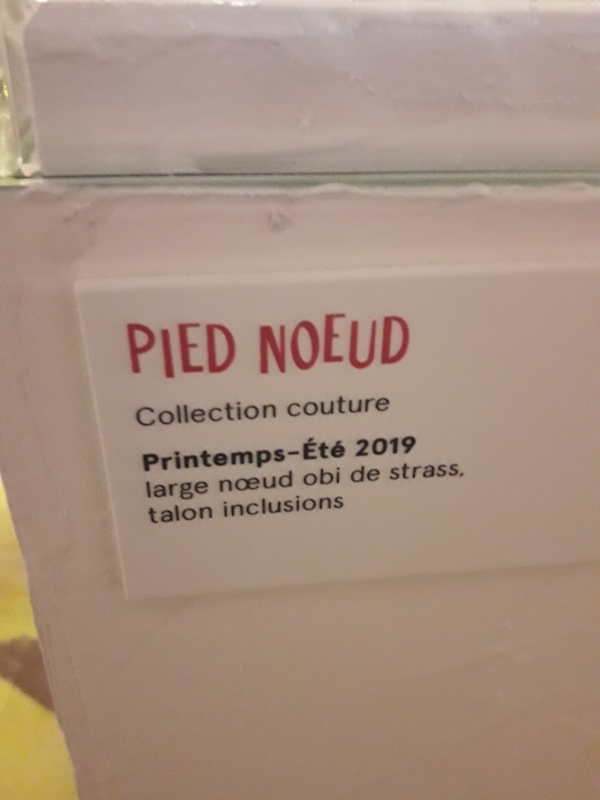 PIED NOEUD
Collection couture
Printemps-Été 2019
large nœud obi de strass,
talon inclusions